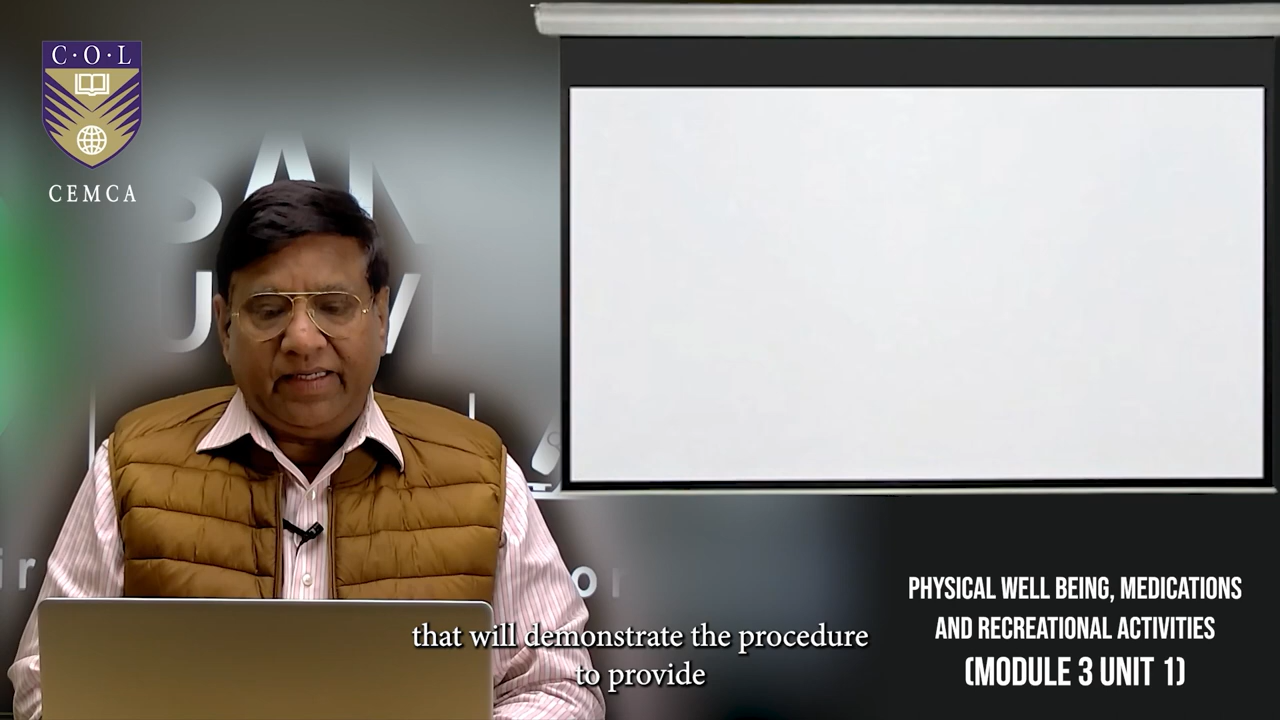 C·O·L
CEMCA
that will demonstrate the procedure
to provide
PHYSICAL WELL BEING, MEDICATIONS
AND RECREATIONAL ACTIVITIES
(MODULE 3 UNIT 1)